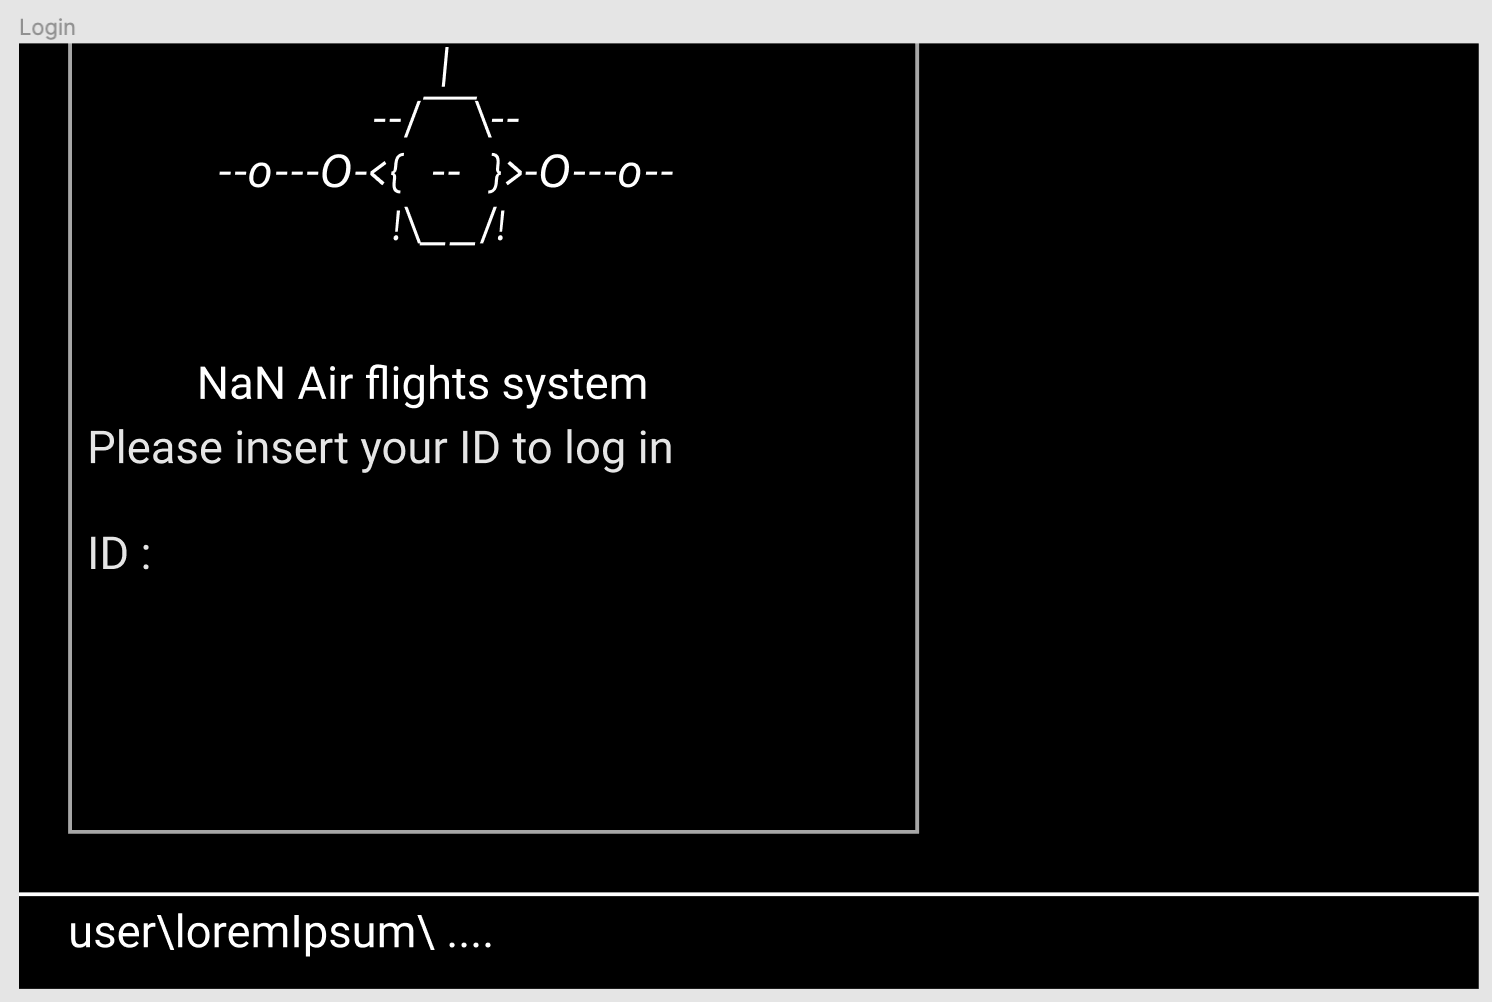 Login
|
--/‾‾\--
--o---O-<{ -- }>-O---o--
!\__/!
NaN Air flights system
Please insert your ID to log in
ID :
user\loremIpsum\ ....